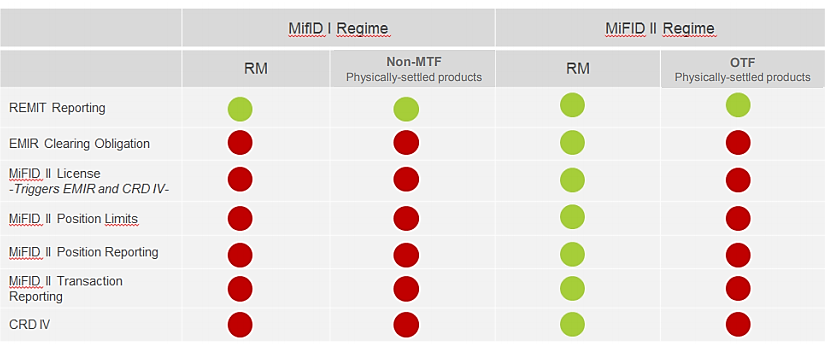 MifID I Regime
MiFID II Regime
RM
Non-MTF
Physically-settled products
RM
OTF
Physically-settled products
REMIT Reporting
EMIR Clearing Obligation
MiFID II License
-Triggers EMIR and CRD IV-
MiFID II Position Limits
MiFID II Position Reporting
MiFID II Transaction
Reporting
CRD IV